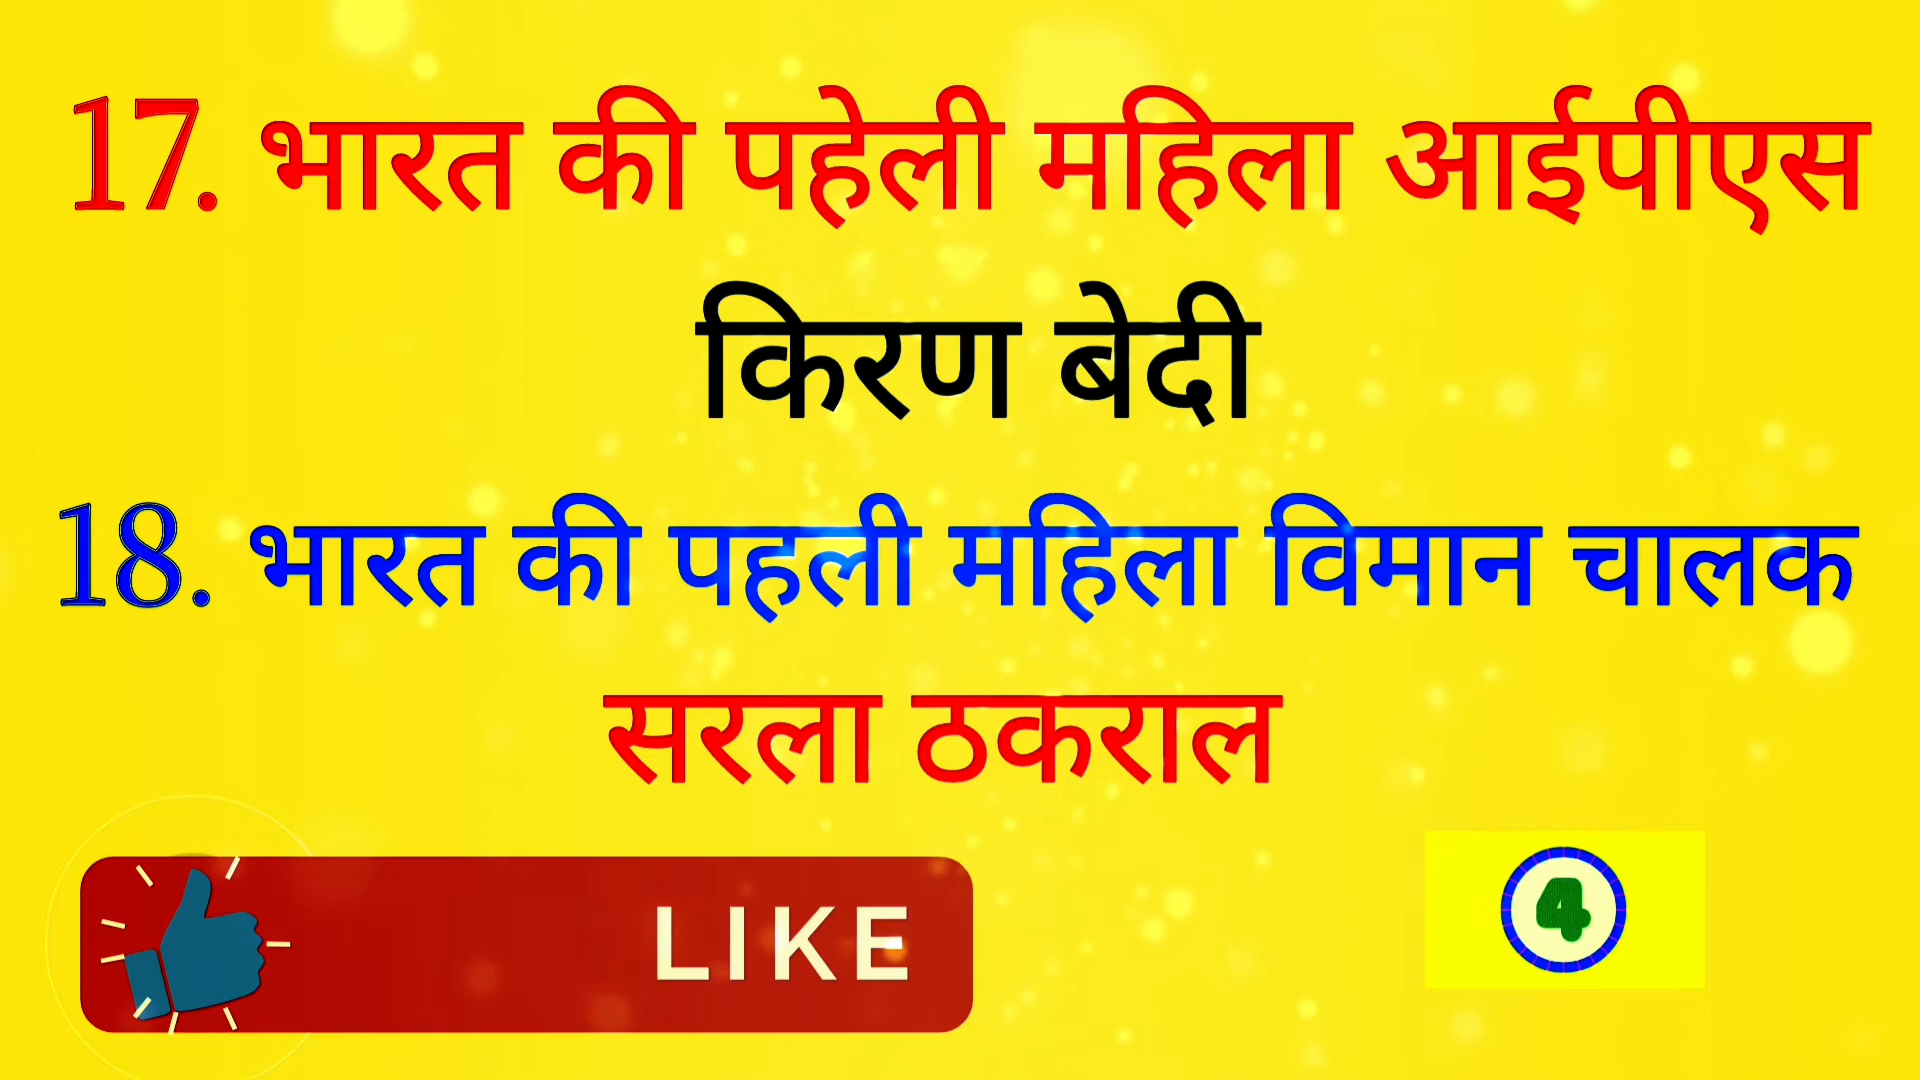 17. भारत की पहेली महिला आईपीएस
किरण बेदी
18. भारत की पहली महिला विमान चालक
सरला ठकराल
LIKE
4